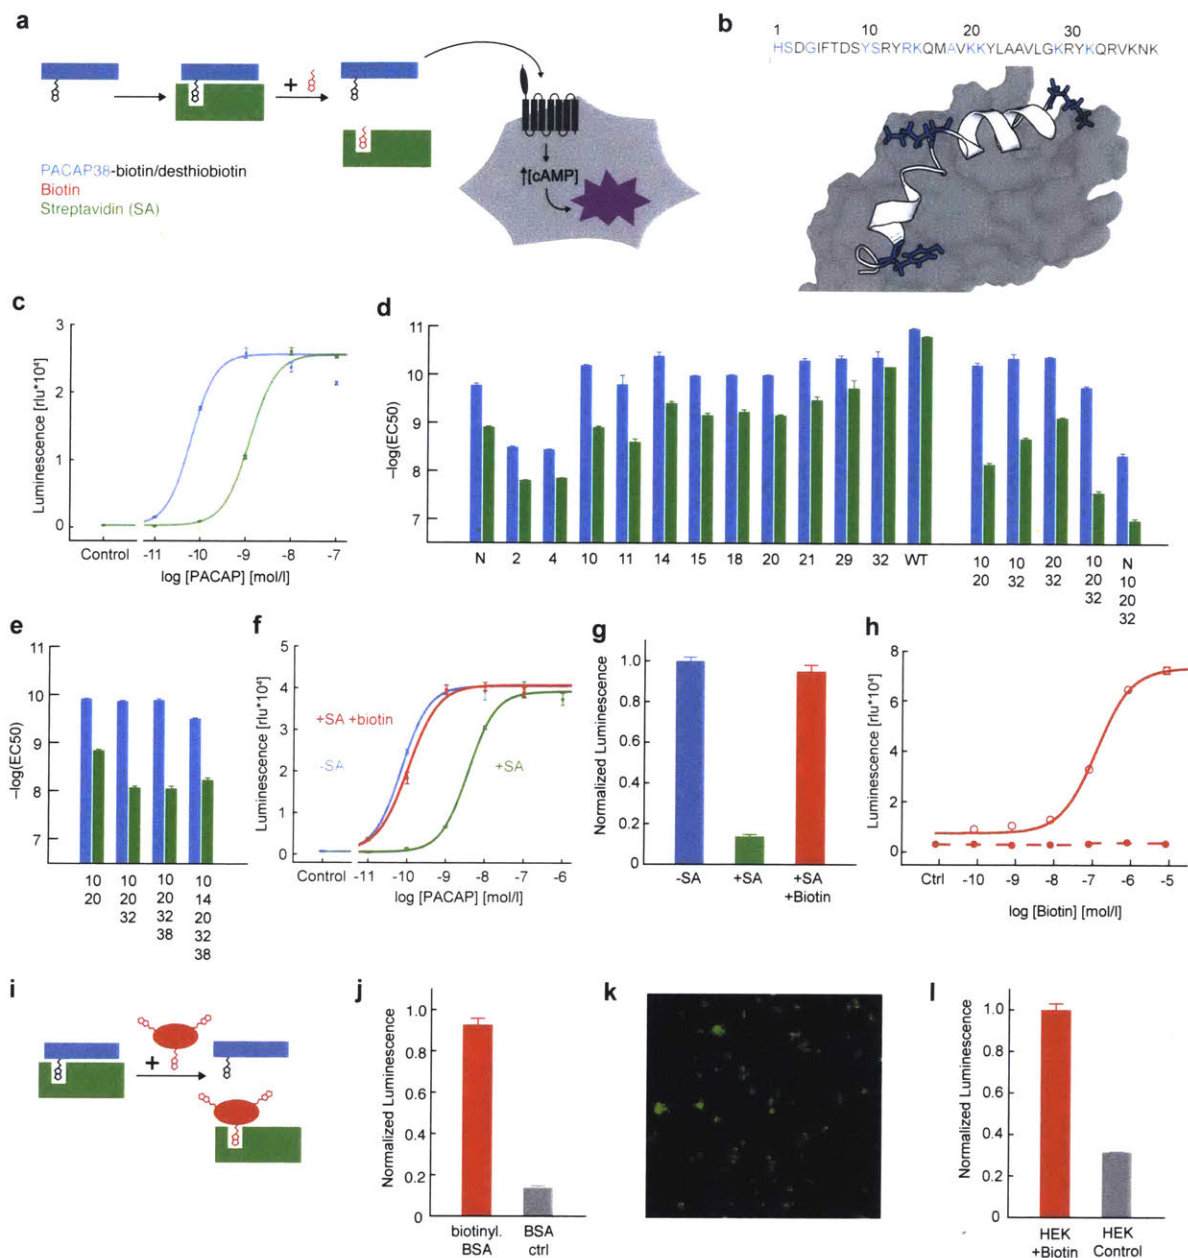 a
+
[cAMP]
PACAP38-biotin/desthiobiotin
Biotin
Streptavidin (SA)
b
1 10 20 30
HSDGIFTDSYSRYRKQMAVKKYLAAVLGKRYKQRVKNK
c
Luminescence [rlu*10⁴]
3
2
1
0
Control -11 -10 -9 -8 -7
log [PACAP] [mol/l]
d
–log(EC50)
11
10
9
8
7
N 2 4 10 11 14 15 18 20 21 29 32 WT 10 10 20 10 N
20 32 32 20 10
32 20
32
e
–log(EC50)
11
10
9
8
7
10 10 10 10
20 20 20 14
32 32 20
38 32
38
f
Luminescence [rlu*10⁴]
5
4
3
2
1
0
+SA +biotin
-SA
+SA
Control -11 -10 -9 -8 -7 -6
log [PACAP] [mol/l]
g
Normalized Luminescence
1.0
0.8
0.6
0.4
0.2
0
-SA +SA +SA
+Biotin
h
Luminescence [rlu*10⁴]
8
6
4
2
0
Ctrl -10 -9 -8 -7 -6 -5
log [Biotin] [mol/l]
i
+
j
Normalized Luminescence
1.0
0.8
0.6
0.4
0.2
0
biotinyl. BSA
BSA ctrl
k
l
Normalized Luminescence
1.0
0.8
0.6
0.4
0.2
0
HEK HEK
+Biotin Control